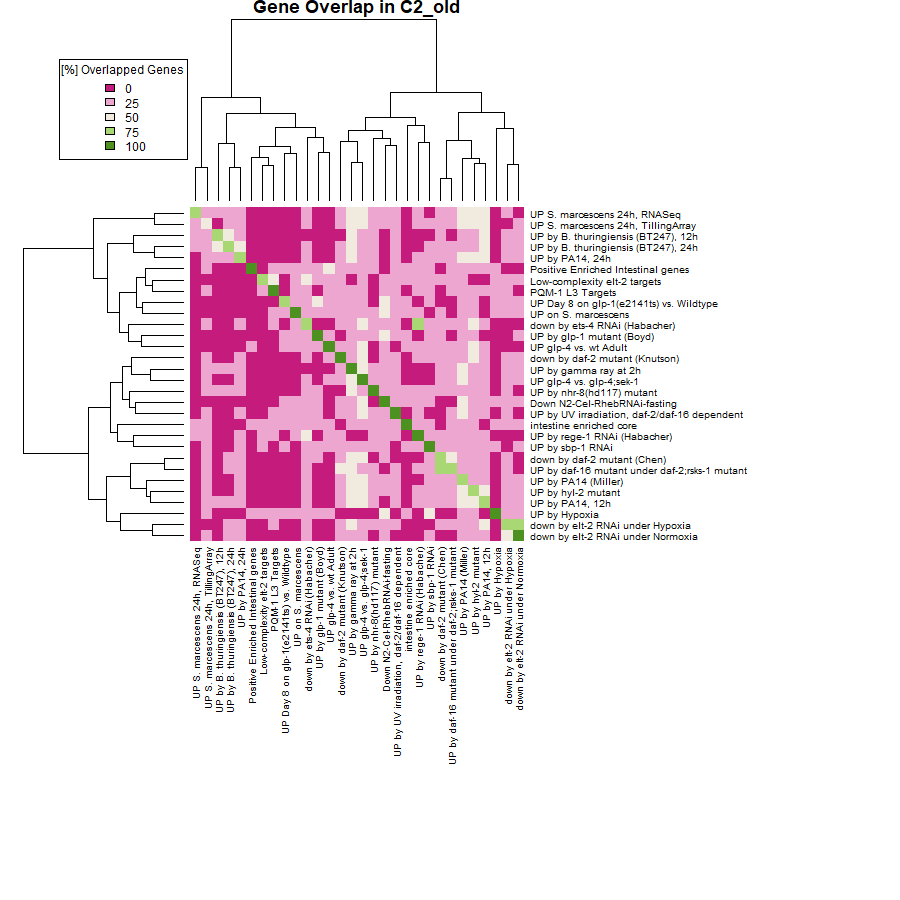 Gene Overlap in C2_old
[%] Overlapped Genes
0
25
50
75
100
UP S. marcescens 24h, RNASeq
UP S. marcescens 24h, TillingArray
UP by B. thuringiensis (BT247), 12h
UP by B. thuringiensis (BT247), 24h
UP by PA14, 24h
Positive Enriched Intestinal genes
Low-complexity elt-2 targets
PQM-1 L3 Targets
UP Day 8 on glp-1(e2141ts) vs. Wildtype
UP on S. marcescens
down by ets-4 RNAi (Habacher)
UP by glp-1 mutant (Boyd)
UP glp-4 vs. wt Adult
down by daf-2 mutant (Knutson)
UP by gamma ray at 2h
UP glp-4 vs. glp-4;sek-1
UP by nhr-8(hd117) mutant
Down N2-Cel-RhebRNAi-fasting
UP by UV irradiation, daf-2/daf-16 dependent
intestine enriched core
UP by rege-1 RNAi (Habacher)
UP by sbp-1 RNAi
down by daf-2 mutant (Chen)
UP by daf-16 mutant under daf-2;rsks-1 mutant
UP by PA14 (Miller)
UP by hyl-2 mutant
UP by PA14, 12h
UP by Hypoxia
down by elt-2 RNAi under Hypoxia
down by elt-2 RNAi under Normoxia
UP S. marcescens 24h, RNASeq
UP S. marcescens 24h, TillingArray
UP by B. thuringiensis (BT247), 12h
UP by B. thuringiensis (BT247), 24h
UP by PA14, 24h
Positive Enriched Intestinal genes
Low-complexity elt-2 targets
PQM-1 L3 Targets
UP Day 8 on glp-1(e2141ts) vs. Wildtype
UP on S. marcescens
down by ets-4 RNAi (Habacher)
UP by glp-1 mutant (Boyd)
UP glp-4 vs. wt Adult
down by daf-2 mutant (Knutson)
UP by gamma ray at 2h
UP glp-4 vs. glp-4;sek-1
UP by nhr-8(hd117) mutant
Down N2-Cel-RhebRNAi-fasting
UP by UV irradiation, daf-2/daf-16 dependent
intestine enriched core
UP by rege-1 RNAi (Habacher)
UP by sbp-1 RNAi
down by daf-2 mutant (Chen)
UP by daf-16 mutant under daf-2;rsks-1 mutant
UP by PA14 (Miller)
UP by hyl-2 mutant
UP by PA14, 12h
UP by Hypoxia
down by elt-2 RNAi under Hypoxia
down by elt-2 RNAi under Normoxia